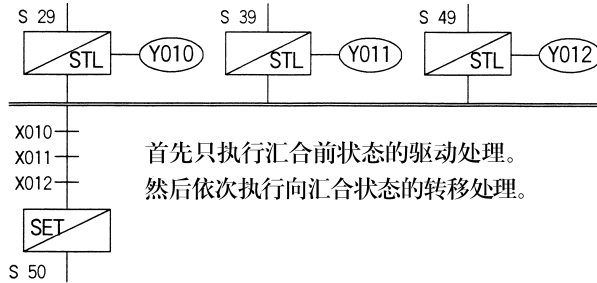 S 29 S 39 S 49
STL Y010 STL Y011 STL Y012
X010
X011 首先只执行汇合前状态的驱动处理。
X012 然后依次执行向汇合状态的转移处理。
SET
S 50